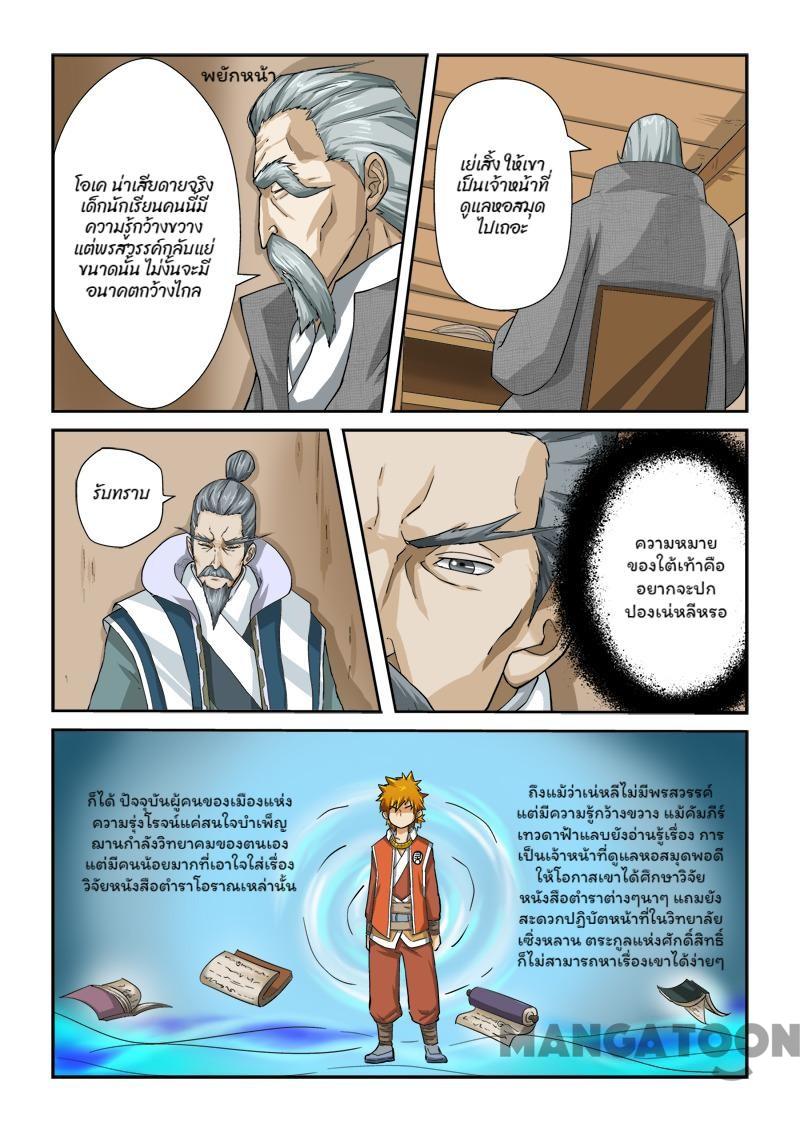 พยักหน้า
โอเค น่าเสียดายจริง
เด็กนักเรียนคนนี้มี
ความรู้กว้างขวาง
แต่พรสวรรค์กลับแย่
ขนาดนั้น ไม่งั้นจะมี
อนาคตกว้างไกล
เย่เสิ้ง ให้เขา
เป็นเจ้าหน้าที่
ดูแลหอสมุด
ไปเถอะ
รับทราบ
ความหมาย
ของใต้เท้าคือ
อยากจะปก
ปองเน่หลีหรอ
ก็ได้ ปัจจุบันผู้คนของเมืองแห่ง
ความรุ่งโรจน์แค่สนใจบำเพ็ญ
ฌานกำลังวิทยาคมของตนเอง
แต่มีคนน้อยมากที่เอาใจใส่เรื่อง
วิจัยหนังสือตำราโอราณเหล่านั้น
ถึงแม้ว่าเน่หลีไม่มีพรสวรรค์
แต่มีความรู้กว้างขวาง แม้คัมภีร์
เทวดาฟ้าแลบยังอ่านรู้เรื่อง การ
เป็นเจ้าหน้าที่ดูแลหอสมุดพอดี
ให้โอกาสเขาได้ศึกษาวิจัย
หนังสือตำราต่างๆนาๆ แถมยัง
สะดวกปฏิบัตหน้าที่ในวิทยาลัย
เซิ่งหลาน ตระกูลแห่งศักดิ์สิทธิ์
ก็ไม่สามารถหาเรื่องเขาได้ง่ายๆ
MANGATOON